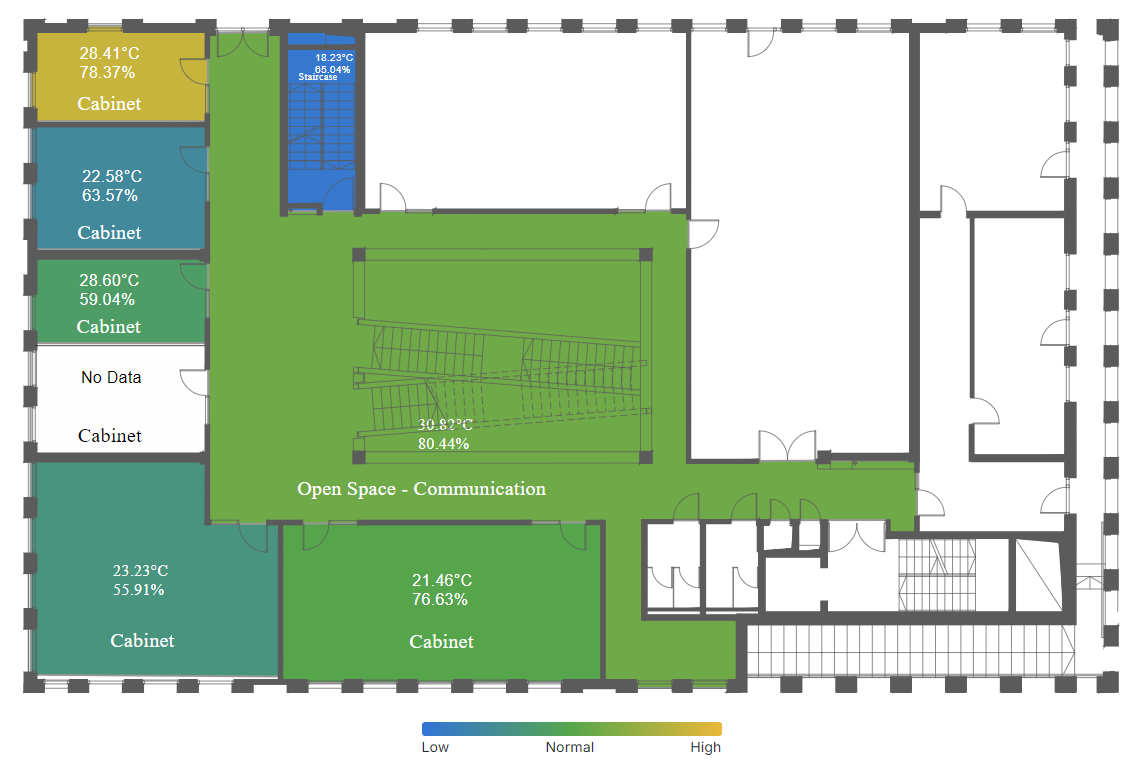 28.41°C
78.37%
Cabinet
18.23°C
65.04%
Staircase
22.58°C
63.57%
Cabinet
28.60°C
59.04%
Cabinet
No Data
Cabinet
30.82°C
80.44%
Open Space - Communication
23.23°C
55.91%
Cabinet
21.46°C
76.63%
Cabinet
Low
Normal
High